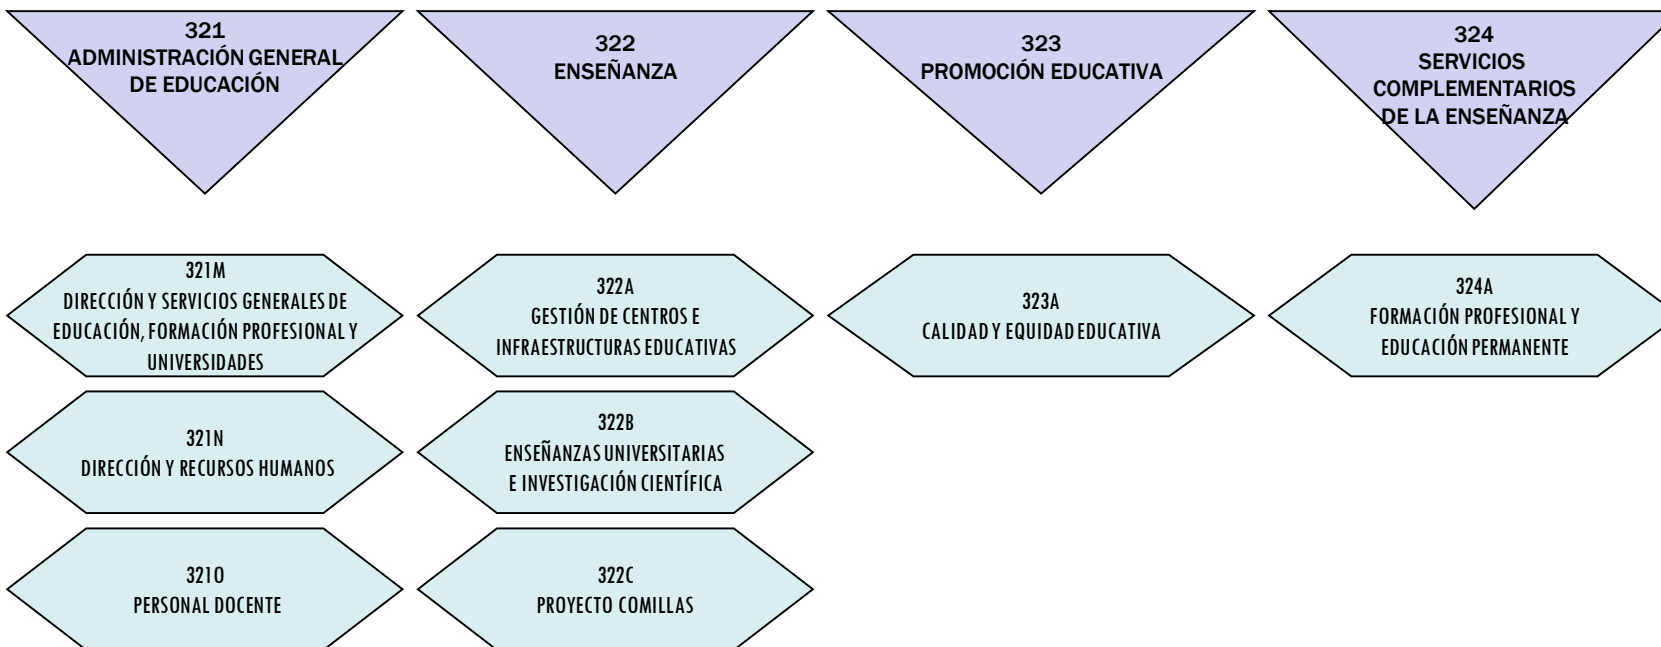 321
ADMINISTRACIÓN GENERAL
DE EDUCACIÓN
322
ENSEÑANZA
323
PROMOCIÓN EDUCATIVA
324
SERVICIOS
COMPLEMENTARIOS
DE LA ENSEÑANZA
321M
DIRECCIÓN Y SERVICIOS GENERALES DE
EDUCACIÓN, FORMACIÓN PROFESIONAL Y
UNIVERSIDADES
322A
GESTIÓN DE CENTROS E
INFRAESTRUCTURAS EDUCATIVAS
323A
CALIDAD Y EQUIDAD EDUCATIVA
324A
FORMACIÓN PROFESIONAL Y
EDUCACIÓN PERMANENTE
321N
DIRECCIÓN Y RECURSOS HUMANOS
322B
ENSEÑANZAS UNIVERSITARIAS
E INVESTIGACIÓN CIENTÍFICA
321O
PERSONAL DOCENTE
322C
PROYECTO COMILLAS